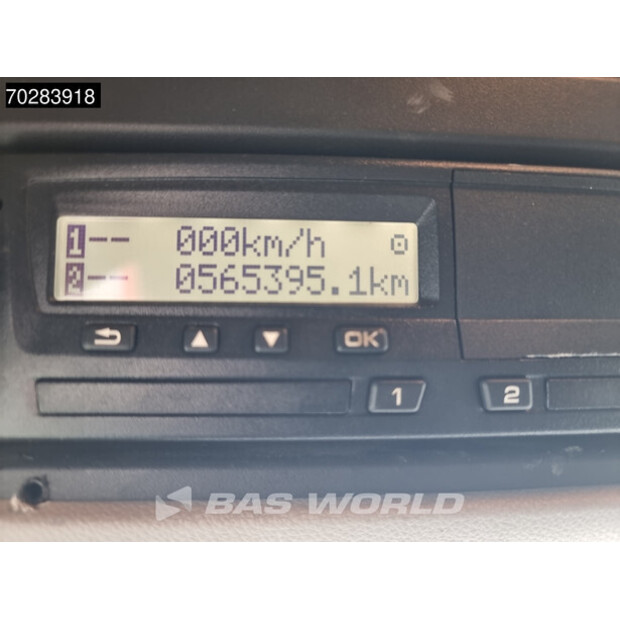 70283918
1-- 000km/h
2-- 0565395.1km
OK
1 2
BAS WORLD